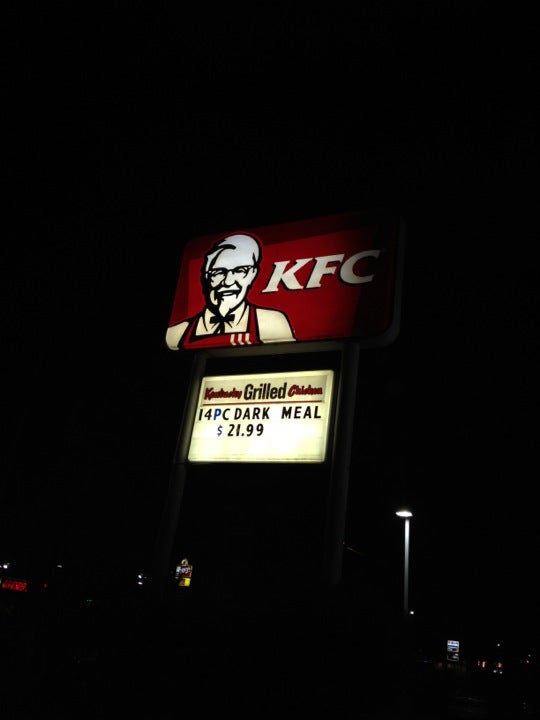 KFC
Kentucky Grilled Chicken
14PC DARK MEAL
$21.99